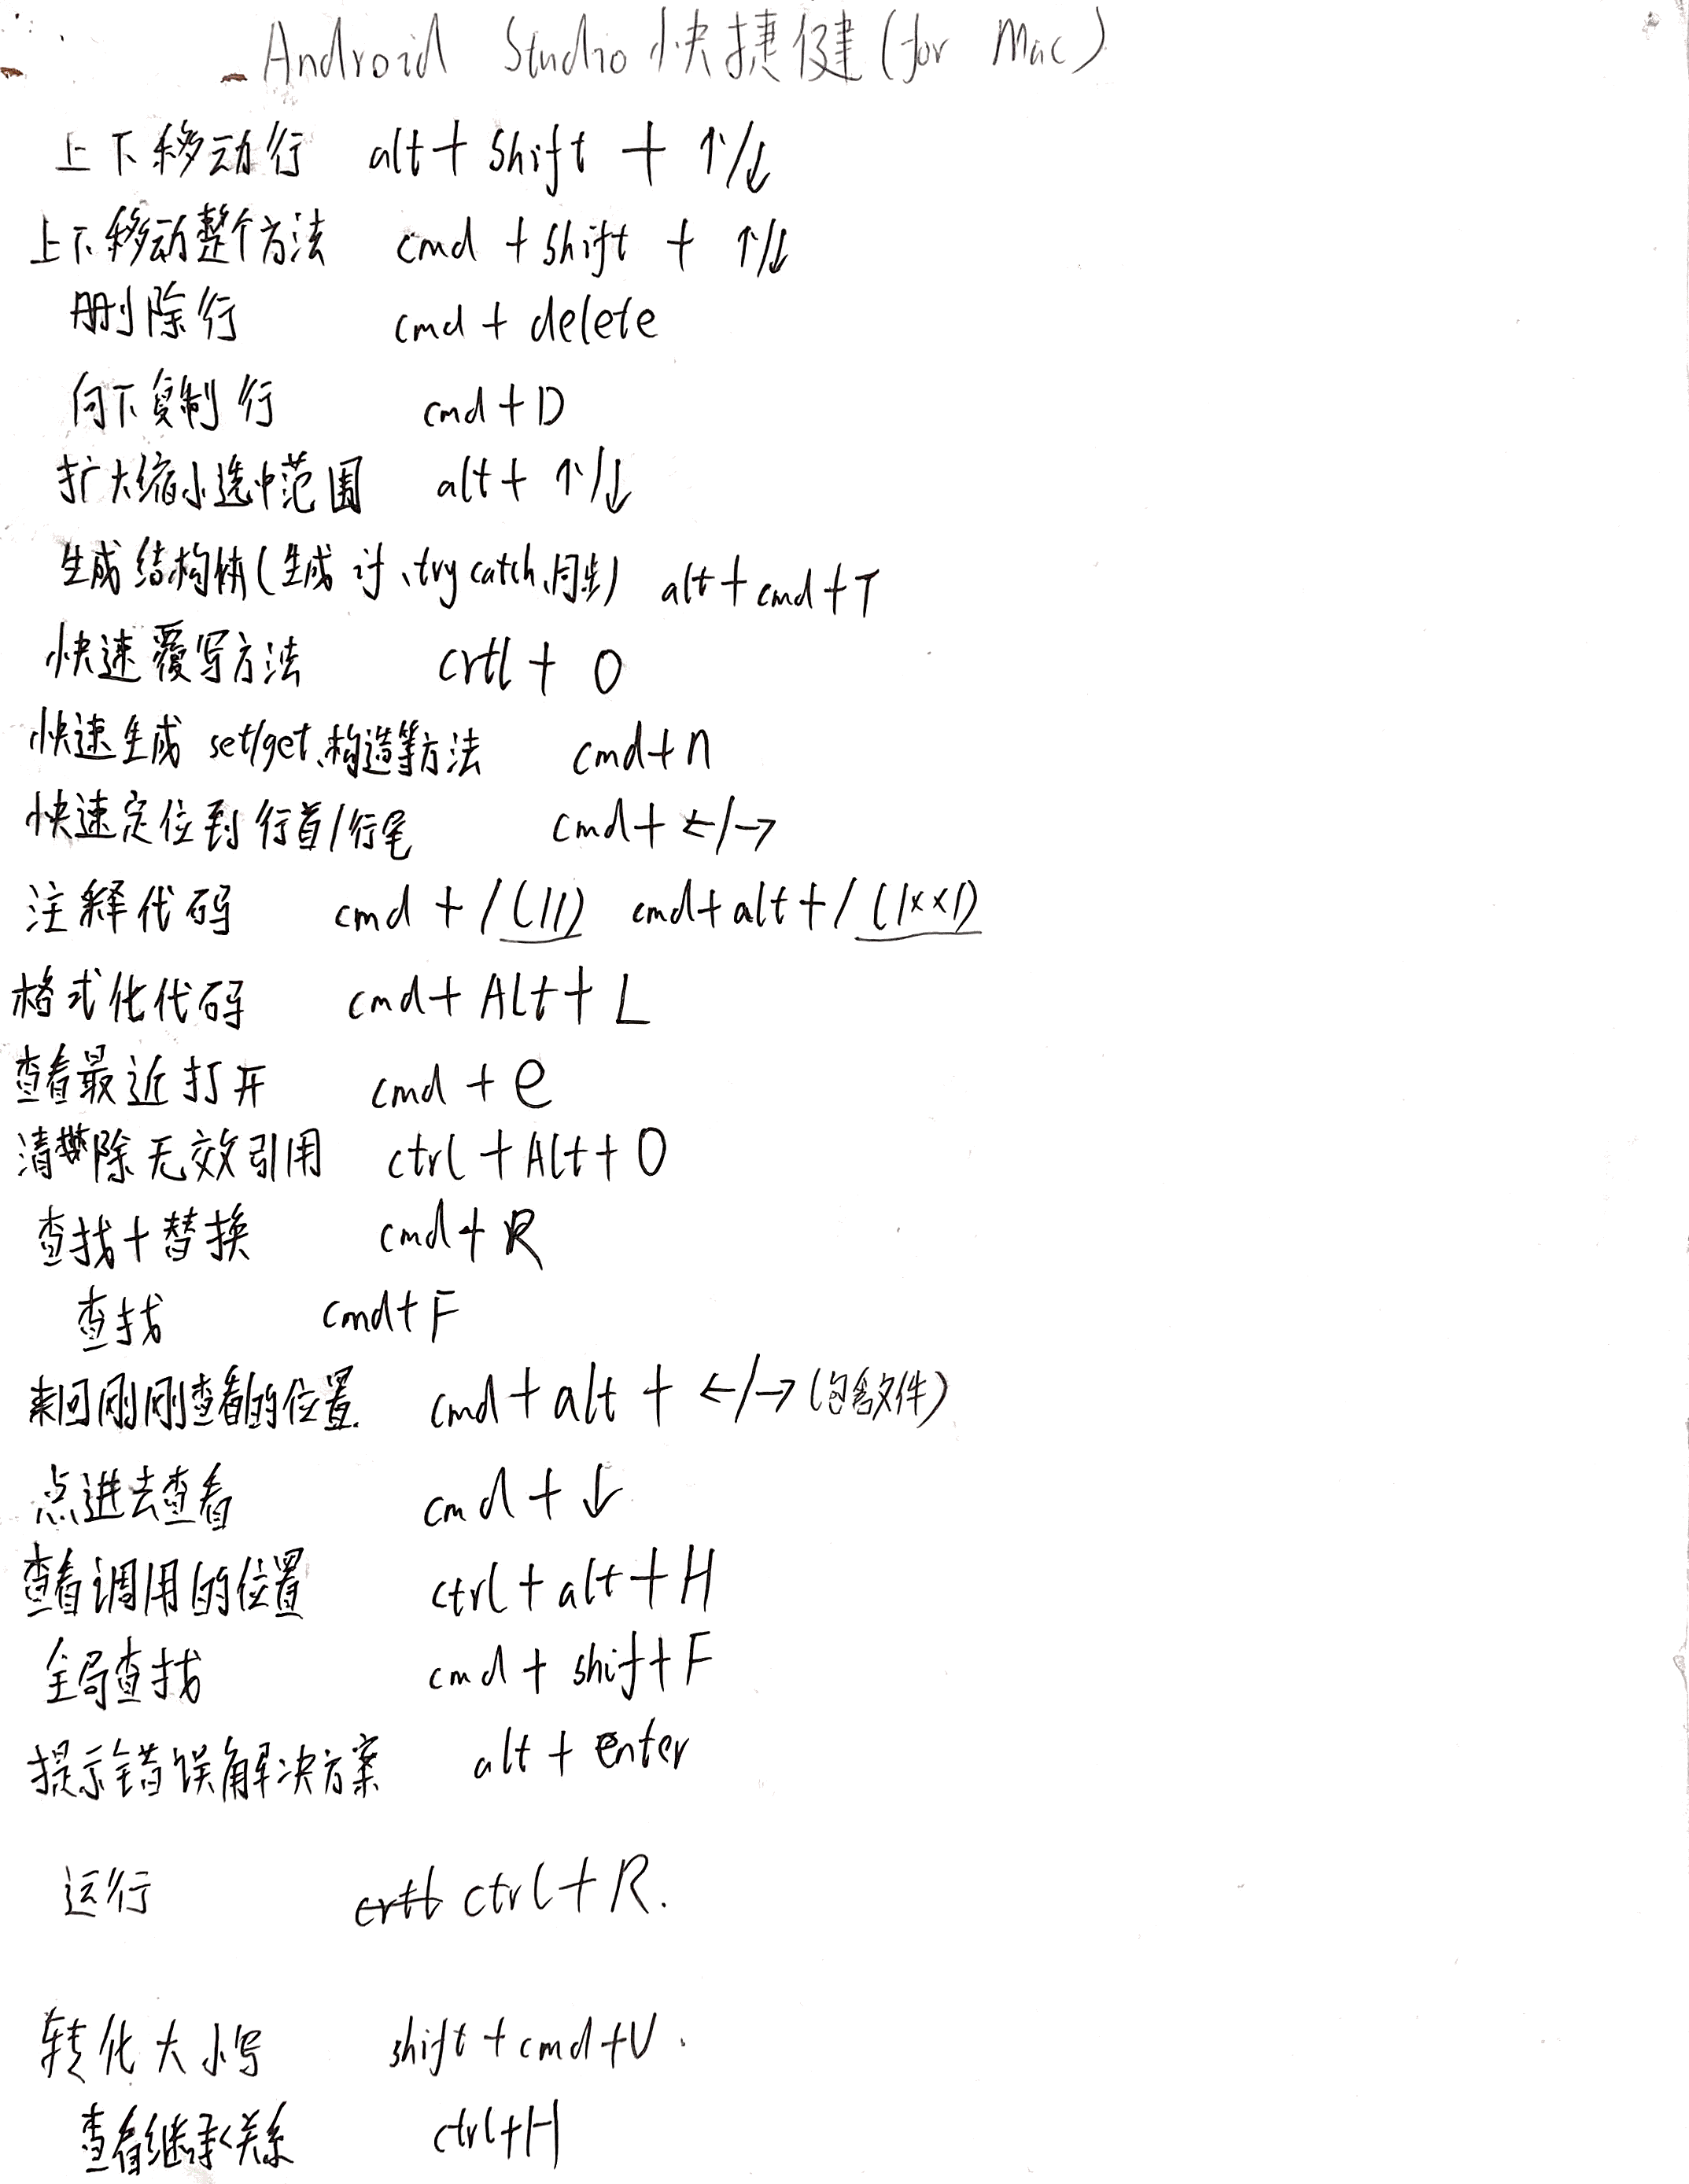 Android Studio快捷健(for Mac)
上下移动行 alt + shift + ↑/↓
上下移动整个方法 cmd + shift + ↑/↓
删除行 cmd + delete
向下复制行 cmd + D
扩大缩小选中范围 alt + ↑/↓
生成结构体(生成 if、try catch、同步) alt + cmd + T
快速覆写方法 crtl + O
快速生成 set/get、构造等方法 cmd + n
快速定位到行首/行尾 cmd + ←/→
注释代码 cmd + / (//) cmd + alt + / (/××/)
格式化代码 cmd + Alt + L
查看最近打开 cmd + e
清除无效引用 ctrl + Alt + O
查找+替换 cmd + R
查找 cmd + F
来回刚刚查看的位置. cmd + alt + ←/→ (包含文件)
点进去查看 cmd + ↓
查看调用的位置 ctrl + alt + H
全局查找 cmd + shift + F
提示错误解决方案 alt + enter
运行 crtl ctrl + R.
转化大小写 shift + cmd + U.
查看继承关系 ctrl + H